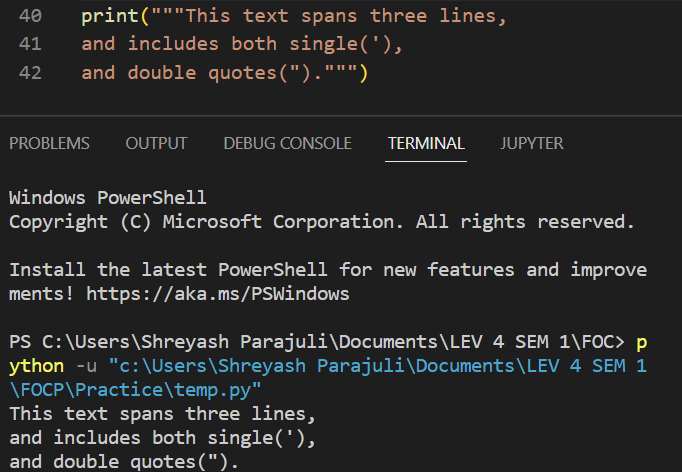 40 print("""This text spans three lines,
41 and includes both single('),
42 and double quotes(").""")
PROBLEMS OUTPUT DEBUG CONSOLE TERMINAL JUPYTER
Windows PowerShell
Copyright (C) Microsoft Corporation. All rights reserved.
Install the latest PowerShell for new features and improve
ments! https://aka.ms/PSWindows
PS C:\Users\Shreyash Parajuli\Documents\LEV 4 SEM 1\FOC> p
ython -u "c:\Users\Shreyash Parajuli\Documents\LEV 4 SEM 1
\FOCP\Practice\temp.py"
This text spans three lines,
and includes both single('),
and double quotes(").